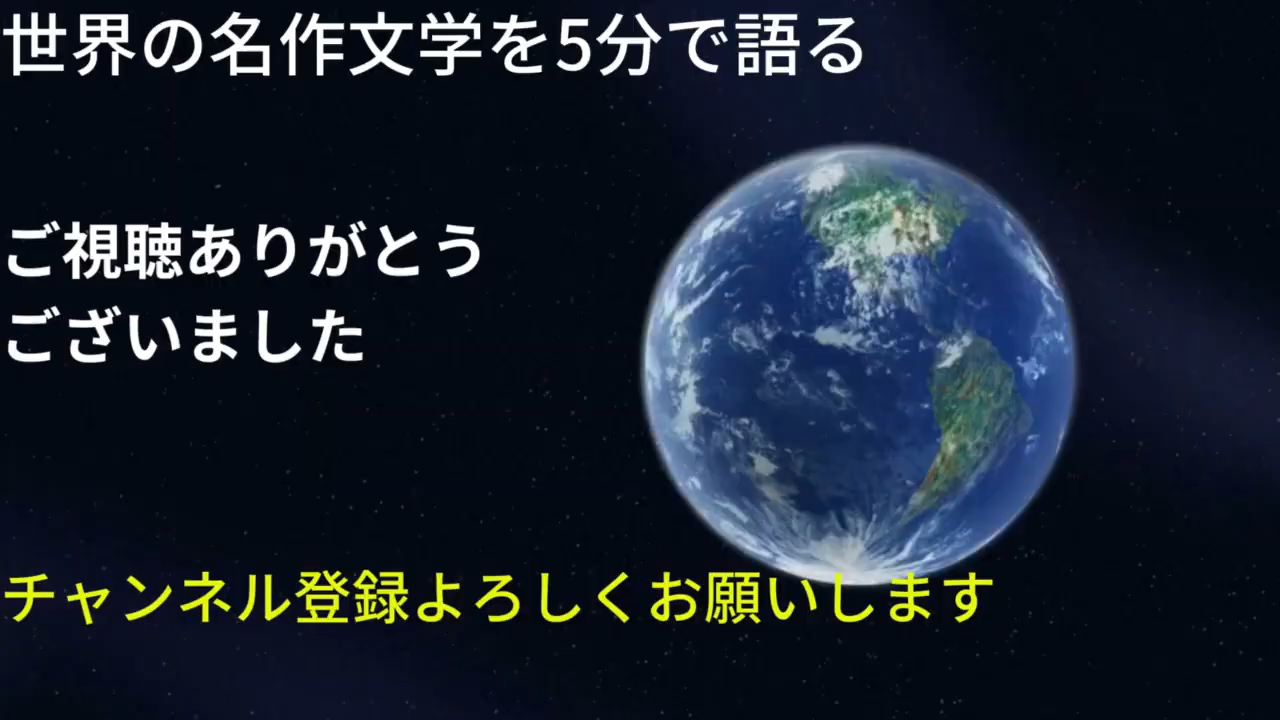 世界の名作文学を5分で語る
ご視聴ありがとう
ございました
チャンネル登録よろしくお願いします